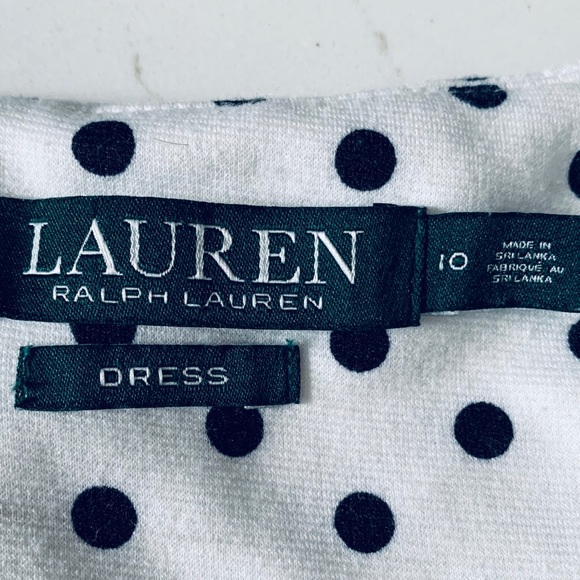 LAUREN
RALPH LAUREN
10
MADE IN
SRI LANKA
FABRIQUÉ AU
SRI LANKA
DRESS